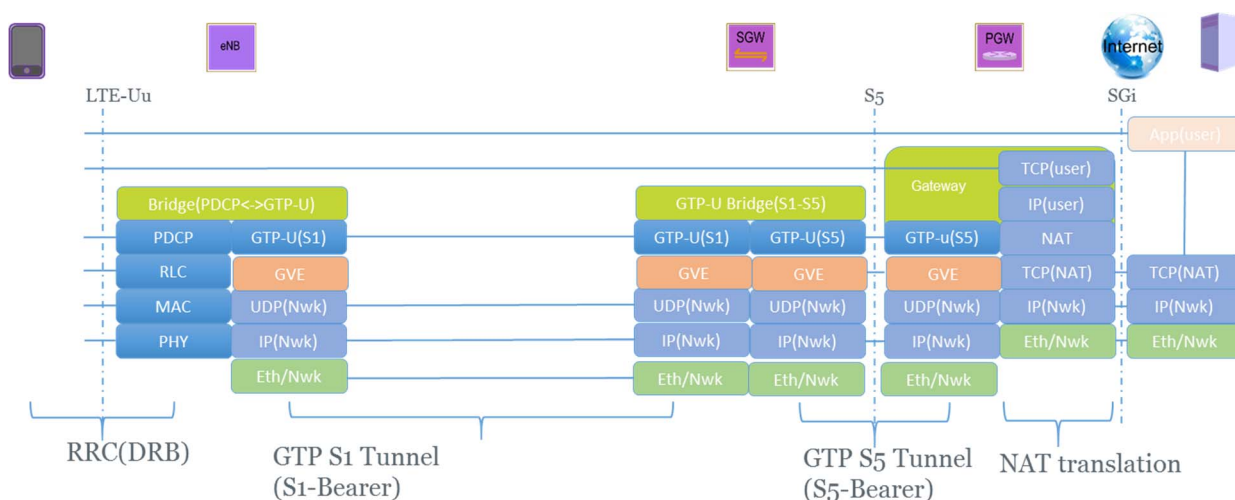 eNB
SGW
PGW
Internet
LTE-Uu
S5
SGi
App(user)
TCP(user)
Gateway
Bridge(PDCP<->GTP-U)
GTP-U Bridge(S1-S5)
IP(user)
PDCP
GTP-U(S1)
GTP-U(S1)
GTP-U(S5)
GTP-u(S5)
NAT
RLC
GVE
GVE
GVE
GVE
TCP(NAT)
TCP(NAT)
MAC
UDP(Nwk)
UDP(Nwk)
UDP(Nwk)
UDP(Nwk)
IP(Nwk)
IP(Nwk)
PHY
IP(Nwk)
IP(Nwk)
IP(Nwk)
IP(Nwk)
Eth/Nwk
Eth/Nwk
Eth/Nwk
Eth/Nwk
Eth/Nwk
Eth/Nwk
RRC(DRB)
GTP S1 Tunnel
(S1-Bearer)
GTP S5 Tunnel
(S5-Bearer)
NAT translation